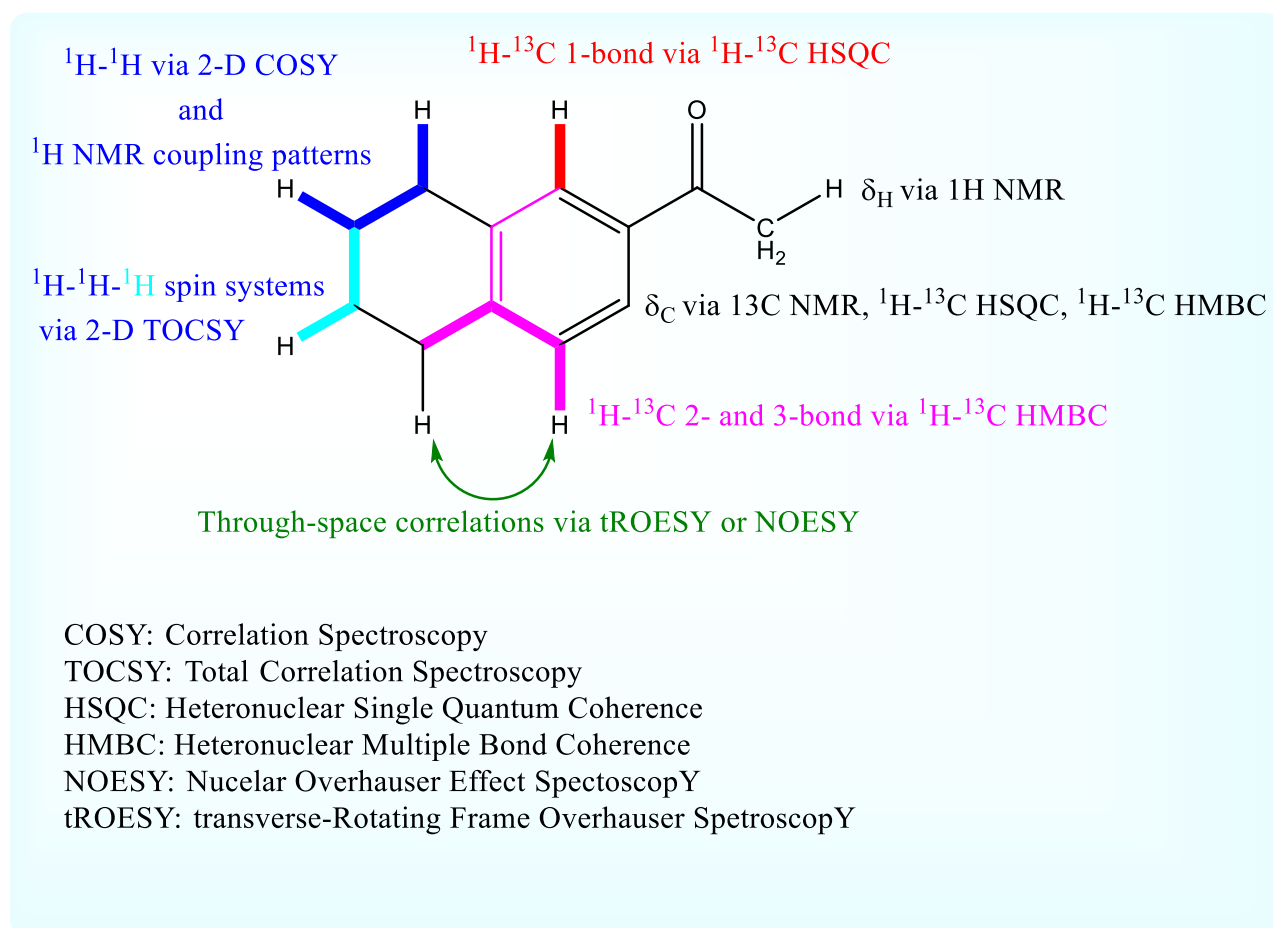 ¹H-¹H via 2-D COSY
and
¹H NMR coupling patterns
¹H-¹³C 1-bond via ¹H-¹³C HSQC
H
H
O
H
H
δH via 1H NMR
C
H₂
¹H-¹H-¹H spin systems
via 2-D TOCSY
δC via 13C NMR, ¹H-¹³C HSQC, ¹H-¹³C HMBC
H
H
H
¹H-¹³C 2- and 3-bond via ¹H-¹³C HMBC
Through-space correlations via tROESY or NOESY
COSY: Correlation Spectroscopy
TOCSY: Total Correlation Spectroscopy
HSQC: Heteronuclear Single Quantum Coherence
HMBC: Heteronuclear Multiple Bond Coherence
NOESY: Nucelar Overhauser Effect SpectoscopY
tROESY: transverse-Rotating Frame Overhauser SpetroscopY